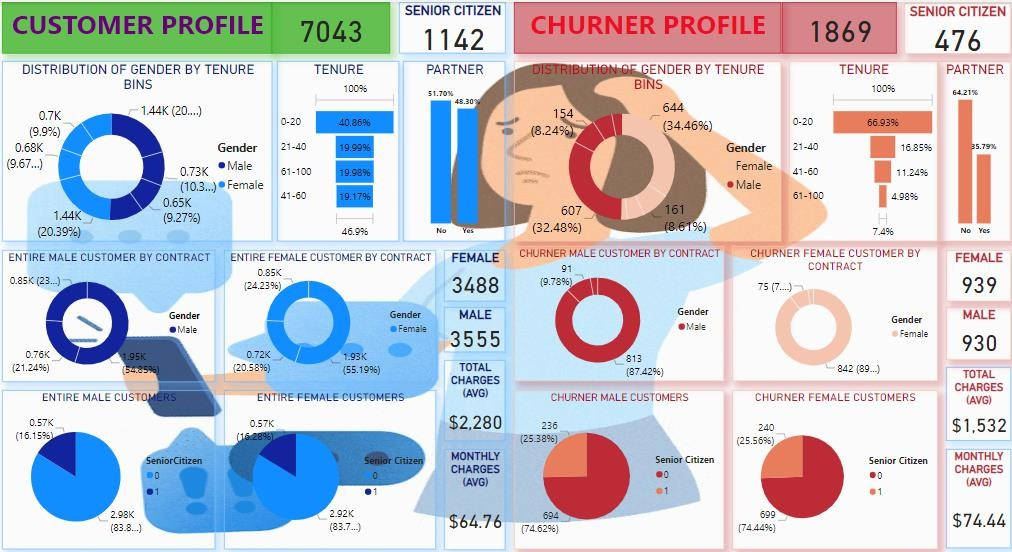 CUSTOMER PROFILE
7043
SENIOR CITIZEN
1142
CHURNER PROFILE
1869
SENIOR CITIZEN
476
DISTRIBUTION OF GENDER BY TENURE
BINS
0.7K
(9.9%)
1.44K (20....)
0.68K
(9.67...)
0.73K
(10.3...)
0.65K
(9.27%)
1.44K
(20.39%)
Gender
Male
Female
TENURE
100%
0-20
40.86%
21-40
19.99%
61-100
19.98%
41-60
19.17%
46.9%
PARTNER
51.70%
48.30%
No
Yes
DISTRIBUTION OF GENDER BY TENURE
BINS
154
(8.24%)
644
(34.46%)
607
(32.48%)
161
(8.61%)
Gender
Female
Male
TENURE
100%
0-20
66.93%
21-40
16.85%
41-60
11.24%
61-100
4.98%
7.4%
PARTNER
64.21%
35.79%
No
Yes
ENTIRE MALE CUSTOMER BY CONTRACT
0.85K (23...)
0.76K
(21.24%)
1.95K
(54.85%)
Gender
Male
ENTIRE FEMALE CUSTOMER BY CONTRACT
0.85K
(24.23%)
0.72K
(20.58%)
1.93K
(55.19%)
Gender
Female
FEMALE
3488
MALE
3555
CHURNER MALE CUSTOMER BY CONTRACT
91
(9.78%)
813
(87.42%)
Gender
Male
CHURNER FEMALE CUSTOMER BY
CONTRACT
75 (7....)
842 (89...)
Gender
Female
FEMALE
939
MALE
930
ENTIRE MALE CUSTOMERS
0.57K
(16.15%)
2.98K
(83.8...)
SeniorCitizen
0
1
ENTIRE FEMALE CUSTOMERS
0.57K
(16.28%)
2.92K
(83.7...)
Senior Citizen
0
1
TOTAL
CHARGES
(AVG)
$2,280
MONTHLY
CHARGES
(AVG)
$64.76
CHURNER MALE CUSTOMERS
236
(25.38%)
694
(74.62%)
Senior Citizen
0
1
CHURNER FEMALE CUSTOMERS
240
(25.56%)
699
(74.44%)
Senior Citizen
0
1
TOTAL
CHARGES
(AVG)
$1,532
MONTHLY
CHARGES
(AVG)
$74.44